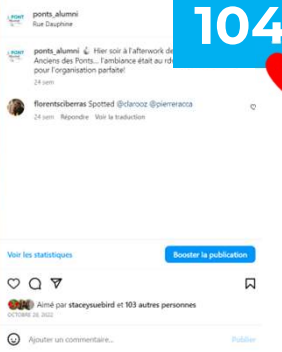 ponts_alumni
Rue Dauphine
104
ponts_alumni Hier soir à l'afterwork de
Anciens des Ponts... l'ambiance était au rd
pour l'organisation parfaite!
24 sem
florentsciberras Spotted @clarooz @pierreracca
24 sem Répondre Voir la traduction
Voir les statistiques
Booster la publication
Aimé par staceysuebird et 103 autres personnes
OCTOBRE 28, 2022
Ajouter un commentaire...
Publier